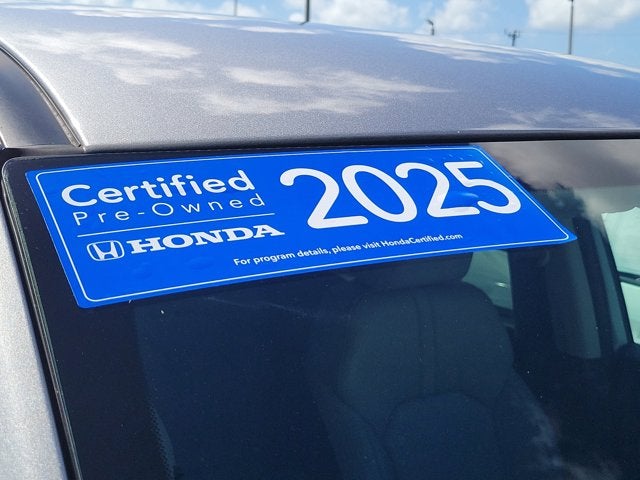 Certified
Pre-Owned
HONDA
2025
For program details, please visit HondaCertified.com